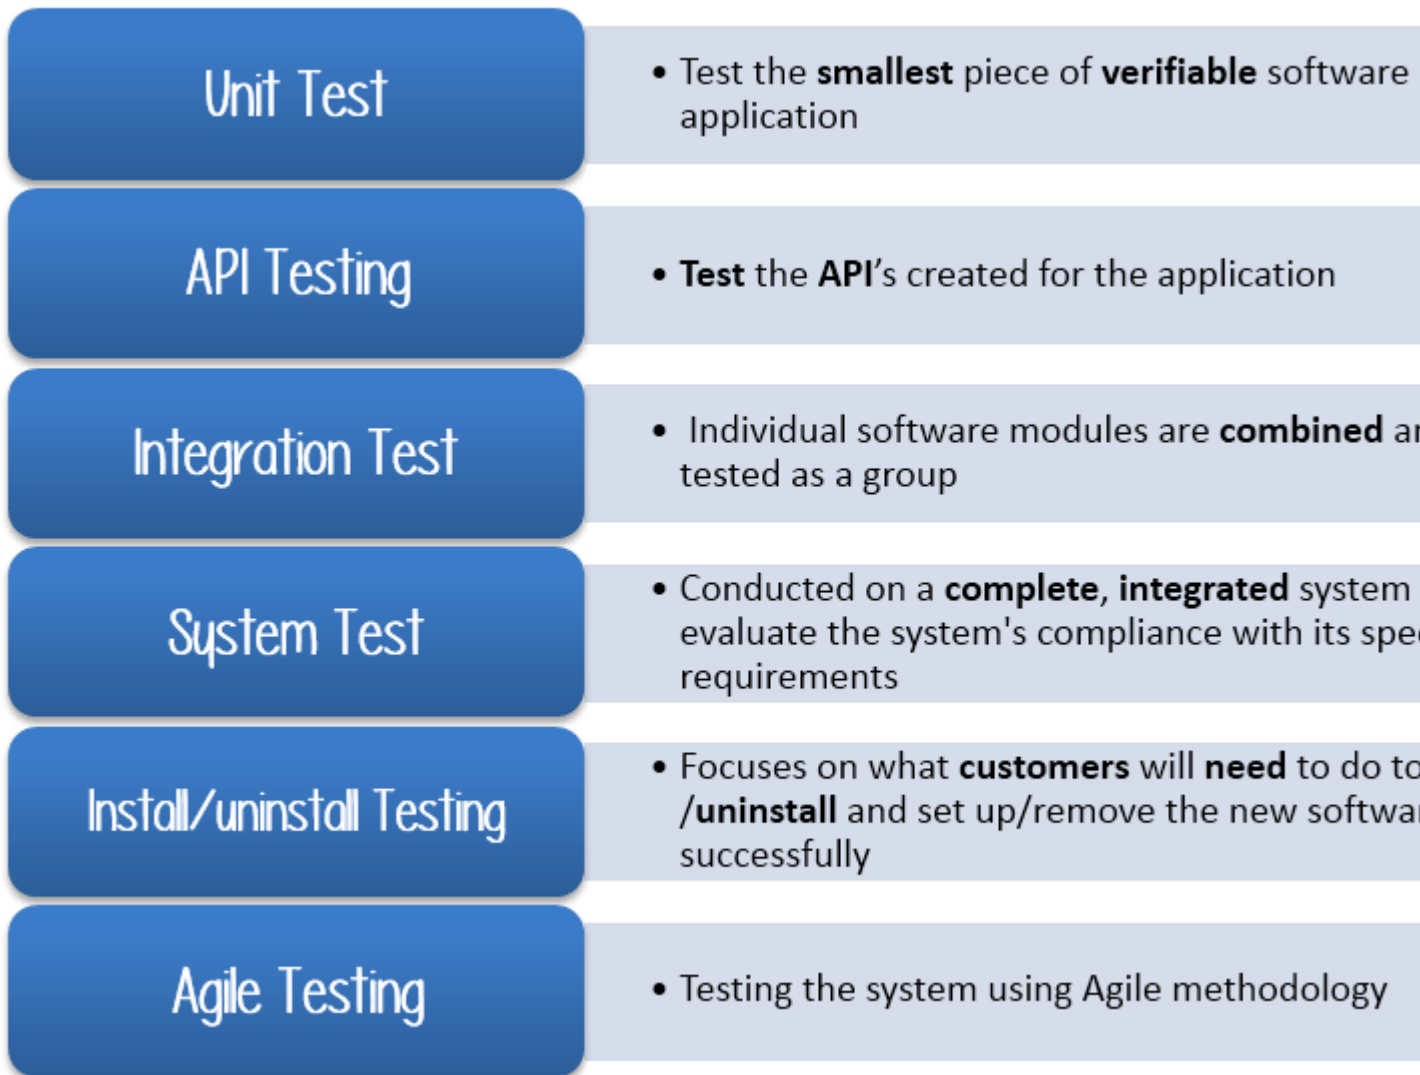 Unit Test
• Test the smallest piece of verifiable software
application
API Testing
• Test the API’s created for the application
Integration Test
• Individual software modules are combined
tested as a group
System Test
• Conducted on a complete, integrated system
evaluate the system's compliance with its
requirements
Install/uninstall Testing
• Focuses on what customers will need to do to
/uninstall and set up/remove the new
successfully
Agile Testing
• Testing the system using Agile methodology